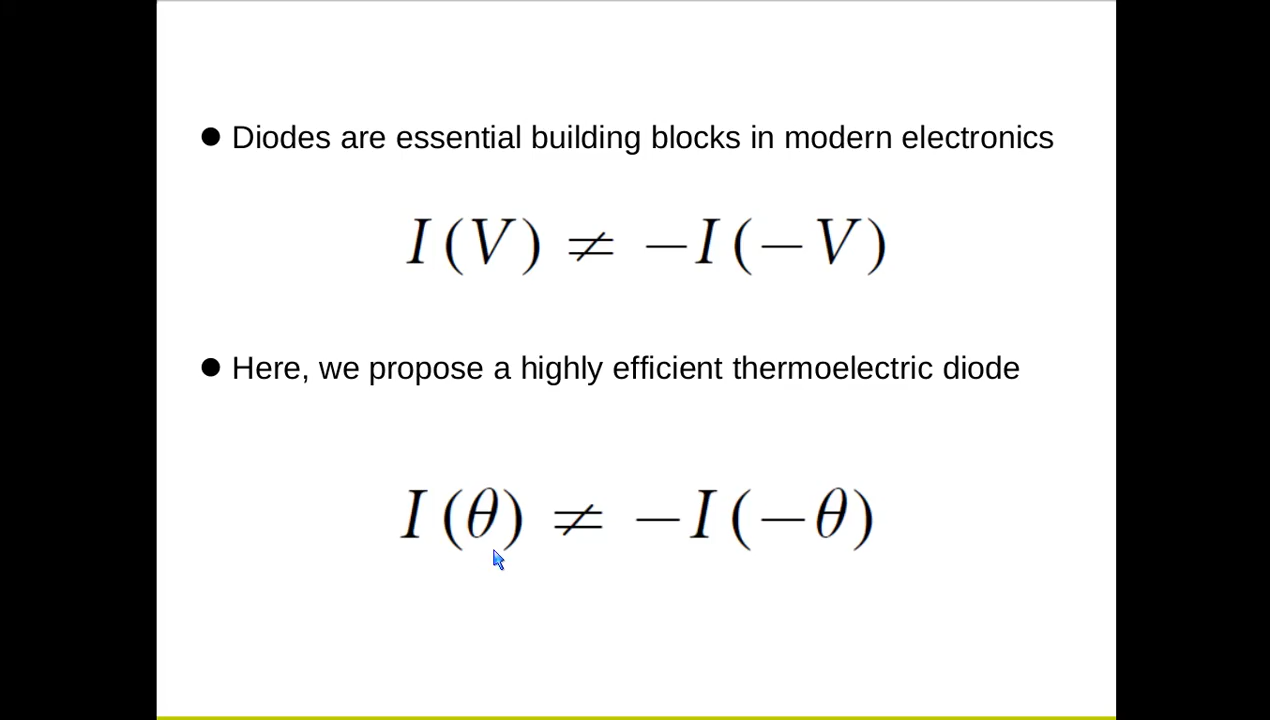 ● Diodes are essential building blocks in modern electronics
I(V) ≠ −I(−V)
● Here, we propose a highly efficient thermoelectric diode
I(θ) ≠ −I(−θ)